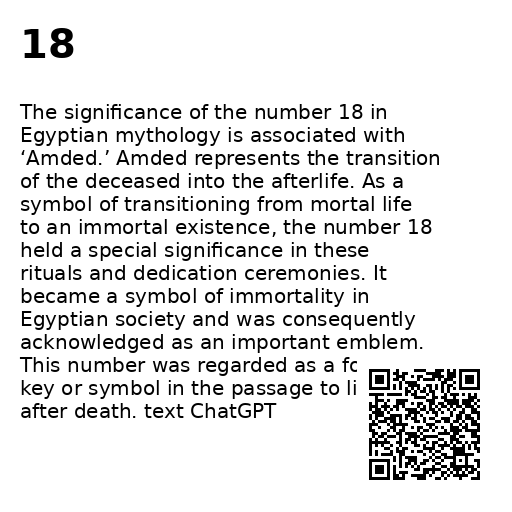 18
The significance of the number 18 in
Egyptian mythology is associated with
‘Amded.’ Amded represents the transition
of the deceased into the afterlife. As a
symbol of transitioning from mortal life
to an immortal existence, the number 18
held a special significance in these
rituals and dedication ceremonies. It
became a symbol of immortality in
Egyptian society and was consequently
acknowledged as an important emblem.
This number was regarded as a
key or symbol in the passage to
after death. text ChatGPT